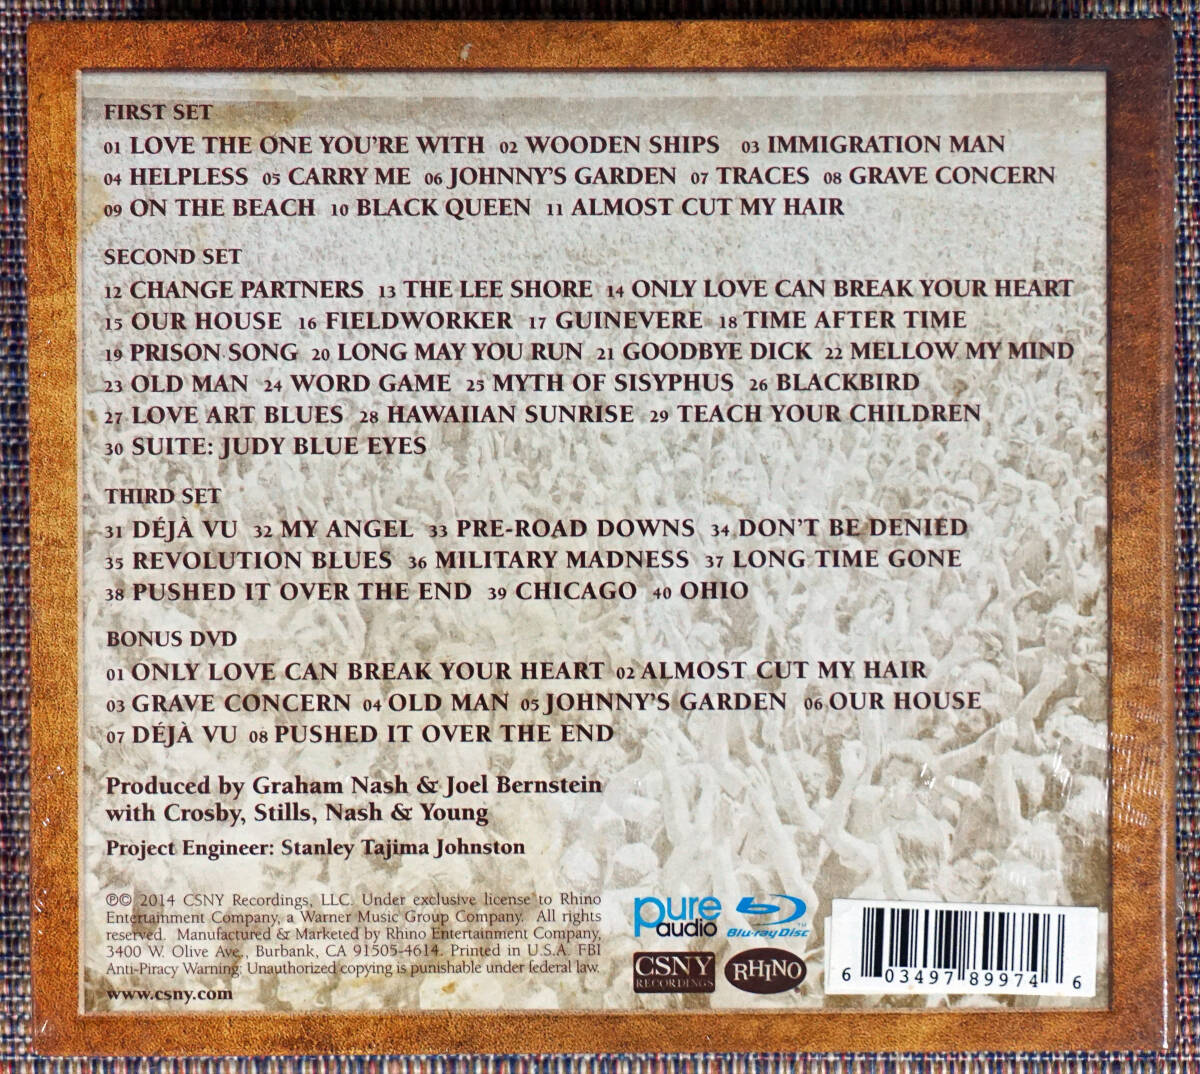 FIRST SET
01 LOVE THE ONE YOU'RE WITH 02 WOODEN SHIPS 03 IMMIGRATION MAN
04 HELPLESS 05 CARRY ME 06 JOHNNY'S GARDEN 07 TRACES 08 GRAVE CONCERN
09 ON THE BEACH 10 BLACK QUEEN 11 ALMOST CUT MY HAIR
SECOND SET
12 CHANGE PARTNERS 13 THE LEE SHORE 14 ONLY LOVE CAN BREAK YOUR HEART
15 OUR HOUSE 16 FIELDWORKER 17 GUINEVERE 18 TIME AFTER TIME
19 PRISON SONG 20 LONG MAY YOU RUN 21 GOODBYE DICK 22 MELLOW MY MIND
23 OLD MAN 24 WORD GAME 25 MYTH OF SISYPHUS 26 BLACKBIRD
27 LOVE ART BLUES 28 HAWAIIAN SUNRISE 29 TEACH YOUR CHILDREN
30 SUITE: JUDY BLUE EYES
THIRD SET
31 DÉJÀ VU 32 MY ANGEL 33 PRE-ROAD DOWNS 34 DON'T BE DENIED
35 REVOLUTION BLUES 36 MILITARY MADNESS 37 LONG TIME GONE
38 PUSHED IT OVER THE END 39 CHICAGO 40 OHIO
BONUS DVD
01 ONLY LOVE CAN BREAK YOUR HEART 02 ALMOST CUT MY HAIR
03 GRAVE CONCERN 04 OLD MAN 05 JOHNNY'S GARDEN 06 OUR HOUSE
07 DÉJÀ VU 08 PUSHED IT OVER THE END
Produced by Graham Nash & Joel Bernstein
with Crosby, Stills, Nash & Young
Project Engineer: Stanley Tajima Johnston
℗© 2014 CSNY Recordings, LLC. Under exclusive license to Rhino
Entertainment Company, a Warner Music Group Company. All rights
reserved. Manufactured & Marketed by Rhino Entertainment Company,
3400 W. Olive Ave., Burbank, CA 91505-4614. Printed in U.S.A. FBI
Anti-Piracy Warning: Unauthorized copying is punishable under federal law.
www.csny.com
pure audio
Blu-ray Disc™
CSNY
RECORDINGS
RHINO
6 03497 89974 6